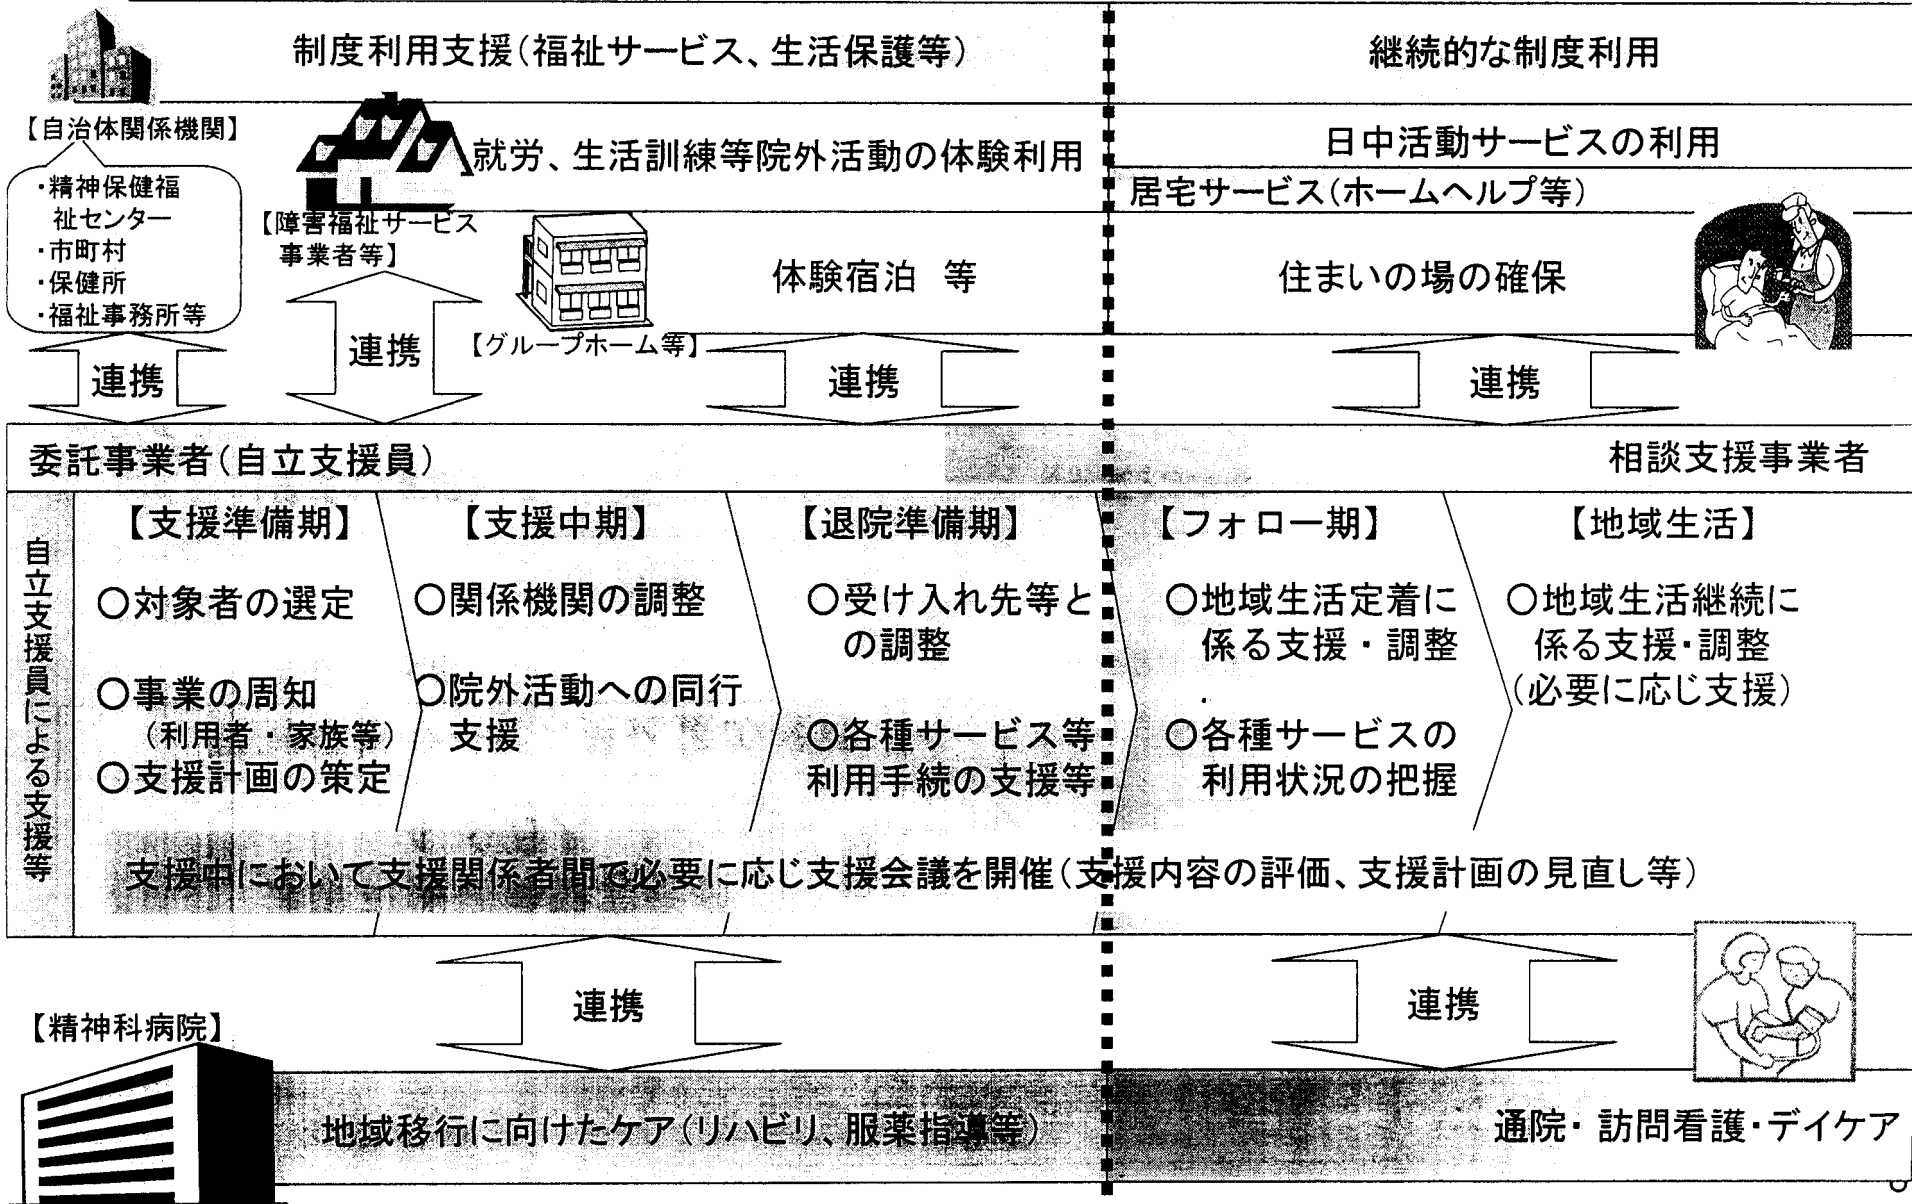 制度利用支援(福祉サービス、生活保護等)
継続的な制度利用
【自治体関係機関】
・精神保健福
祉センター
・市町村
・保健所
・福祉事務所等
就労、生活訓練等院外活動の体験利用
日中活動サービスの利用
居宅サービス(ホームヘルプ等)
【障害福祉サービス
事業者等】
体験宿泊 等
住まいの場の確保
【グループホーム等】
連携
連携
連携
連携
委託事業者(自立支援員)
相談支援事業者
自立支援員による支援等
【支援準備期】
○対象者の選定
○事業の周知
(利用者・家族等)
○支援計画の策定
【支援中期】
○関係機関の調整
○院外活動への同行
支援
【退院準備期】
○受け入れ先等と
の調整
○各種サービス等
利用手続の支援等
【フォロー期】
○地域生活定着に
係る支援・調整
○各種サービスの
利用状況の把握
【地域生活】
○地域生活継続に
係る支援・調整
(必要に応じ支援)
支援中において支援関係者間で必要に応じ支援会議を開催(支援内容の評価、支援計画の見直し等)
連携
連携
【精神科病院】
地域移行に向けたケア(リハビリ、服薬指導等)
通院・訪問看護・デイケア